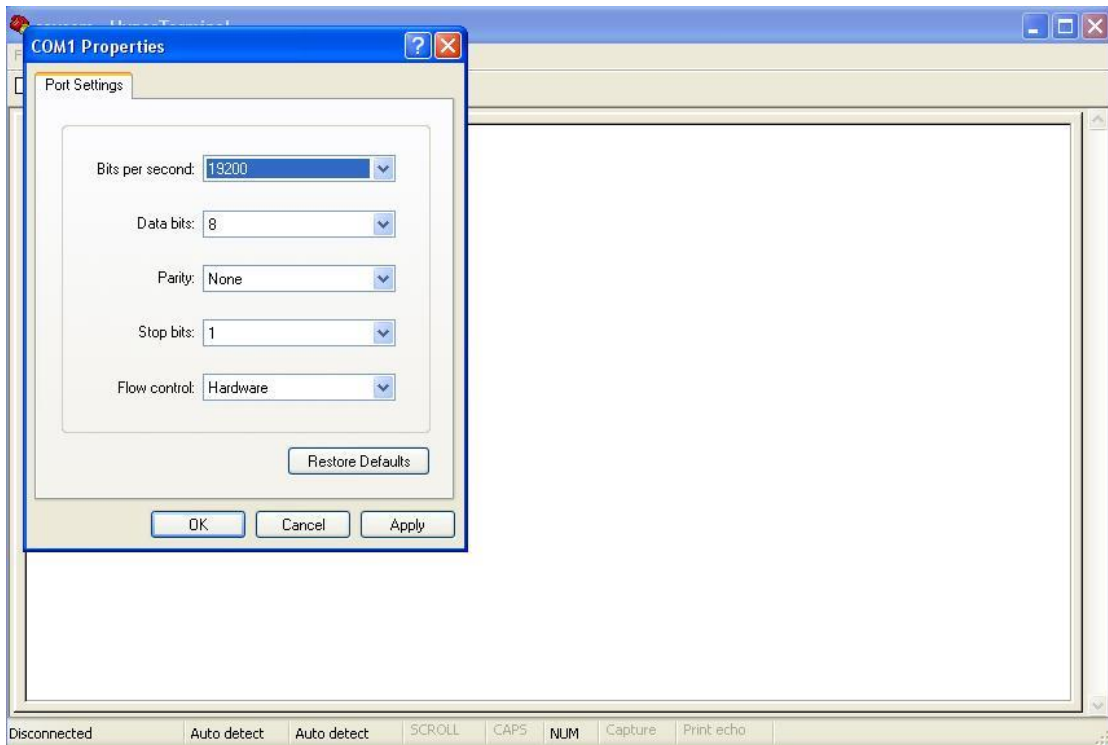 COM1 Properties
Port Settings
Bits per second: 19200
Data bits: 8
Parity: None
Stop bits: 1
Flow control: Hardware
Restore Defaults
OK Cancel Apply
Disconnected Auto detect Auto detect SCROLL CAPS NUM Capture Print echo